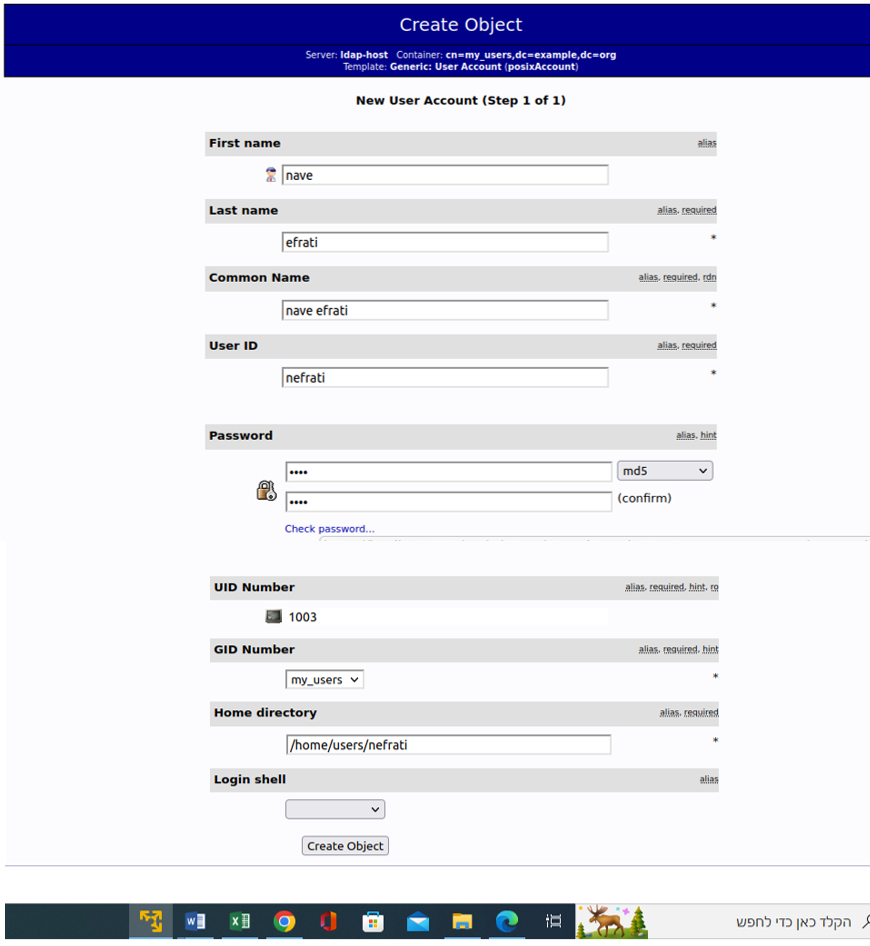 Create Object
Server: ldap-host Container: cn=my_users,dc=example,dc=org
Template: Generic: User Account (posixAccount)
New User Account (Step 1 of 1)
First name alias
nave
Last name alias, required
efrati *
Common Name alias, required, rdn
nave efrati *
User ID alias, required
nefrati *
Password alias, hint
•••• md5
•••• (confirm)
Check password...
UID Number alias, required, hint, ro
1003
GID Number alias, required, hint
my_users *
Home directory alias, required
/home/users/nefrati *
Login shell alias
Create Object
הקלד כאן כדי לחפש